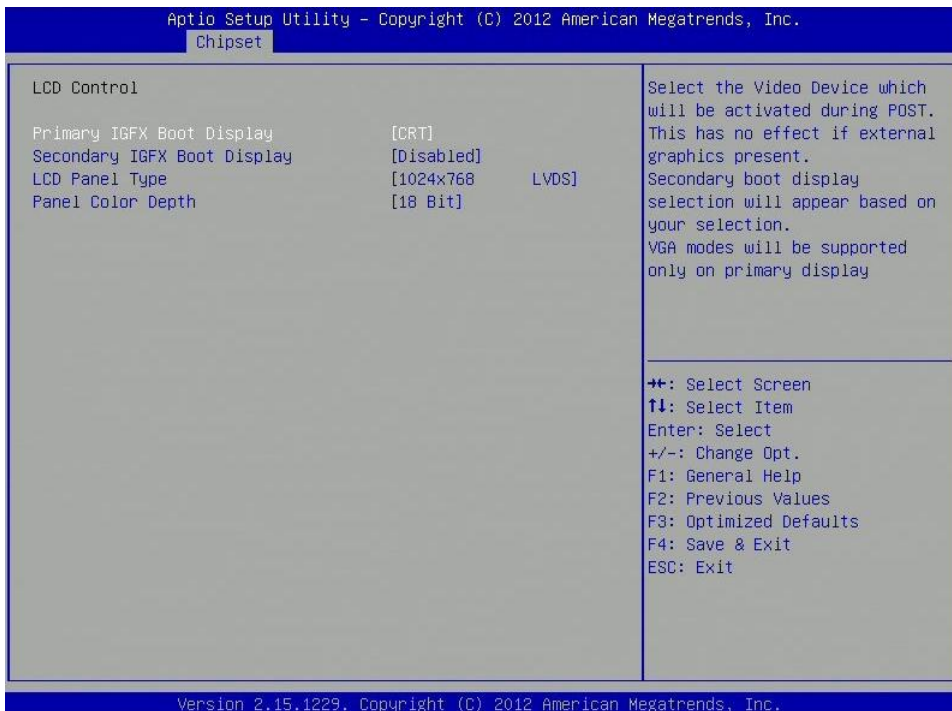 Aptio Setup Utility – Copyright (C) 2012 American Megatrends, Inc.
Chipset
LCD Control
Primary IGFX Boot Display [CRT]
Secondary IGFX Boot Display [Disabled]
LCD Panel Type [1024x768 LVDS]
Panel Color Depth [18 Bit]
Select the Video Device which
will be activated during POST.
This has no effect if external
graphics present.
Secondary boot display
selection will appear based on
your selection.
VGA modes will be supported
only on primary display
→←: Select Screen
↑↓: Select Item
Enter: Select
+/-: Change Opt.
F1: General Help
F2: Previous Values
F3: Optimized Defaults
F4: Save & Exit
ESC: Exit
Version 2.15.1229. Copyright (C) 2012 American Megatrends, Inc.